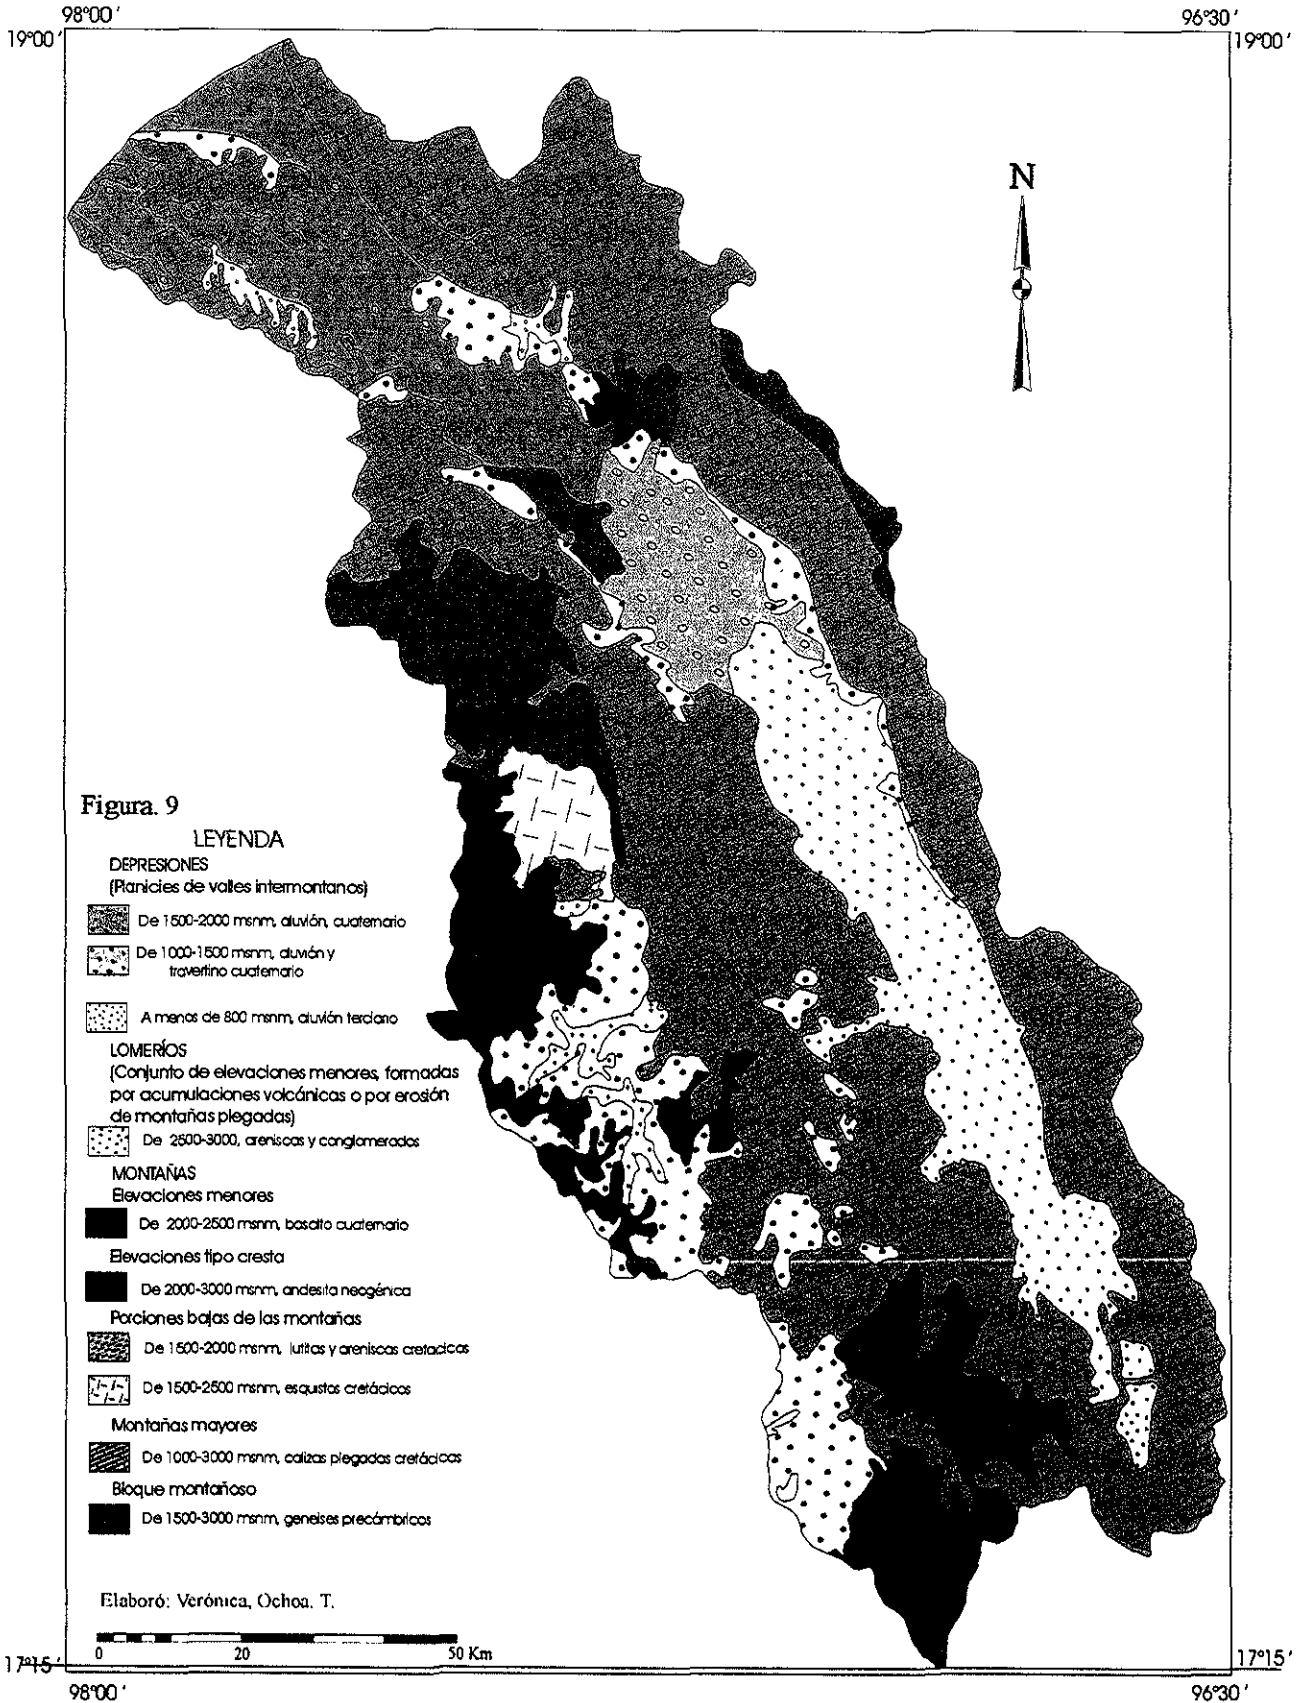 98°00'
96°30'
19°00'
19°00'
N
Figura. 9
LEYENDA
DEPRESIONES
(Planicies de valles intermontanos)
De 1500-2000 msnm, aluvión, cuaternario
De 1000-1500 msnm, aluvión y
travertino cuaternario
A menos de 800 msnm, aluvión terciario
LOMERÍOS
(Conjunto de elevaciones menores, formadas
por acumulaciones volcánicas o por erosión
de montañas plegadas)
De 2500-3000, areniscas y conglomerados
MONTAÑAS
Elevaciones menores
De 2000-2500 msnm, basalto cuaternario
Elevaciones tipo cresta
De 2000-3000 msnm, andesita neogénica
Porciones bajas de las montañas
De 1500-2000 msnm, lutitas y areniscas cretacicas
De 1500-2500 msnm, esquistos cretácicos
Montañas mayores
De 1000-3000 msnm, calizas plegadas cretácicas
Bloque montañoso
De 1500-3000 msnm, geneises precámbricos
Elaboró: Verónica, Ochoa. T.
0 20 50 Km
17°15'
17°15'
98°00'
96°30'